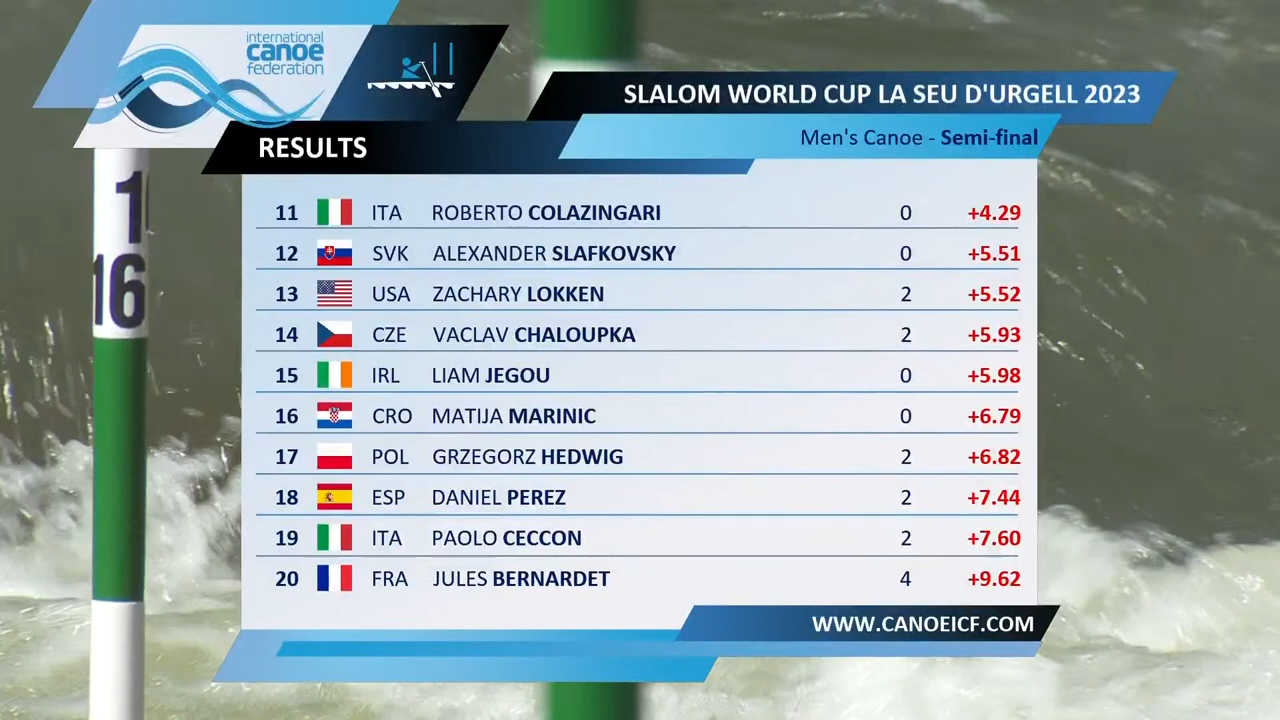 international
canoe
federation
SLALOM WORLD CUP LA SEU D'URGELL 2023
Men's Canoe - Semi-final
RESULTS
11 ITA ROBERTO COLAZINGARI 0 +4.29
12 SVK ALEXANDER SLAFKOVSKY 0 +5.51
13 USA ZACHARY LOKKEN 2 +5.52
14 CZE VACLAV CHALOUPKA 2 +5.93
15 IRL LIAM JEGOU 0 +5.98
16 CRO MATIJA MARINIC 0 +6.79
17 POL GRZEGORZ HEDWIG 2 +6.82
18 ESP DANIEL PEREZ 2 +7.44
19 ITA PAOLO CECCON 2 +7.60
20 FRA JULES BERNARDET 4 +9.62
WWW.CANOEICF.COM
16